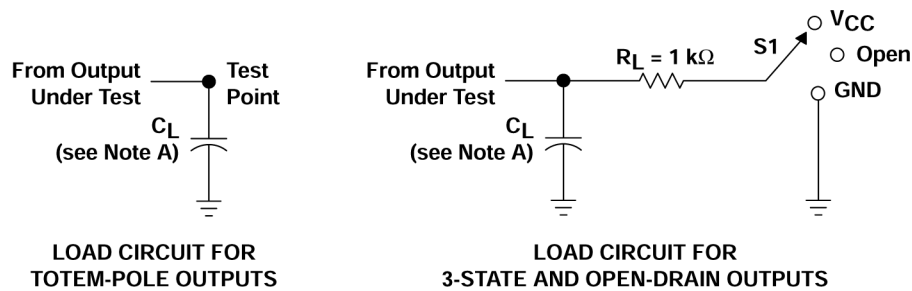 From Output
Under Test
Test
Point
CL
(see Note A)
LOAD CIRCUIT FOR
TOTEM-POLE OUTPUTS
From Output
Under Test
RL = 1 kΩ
S1
VCC
Open
GND
CL
(see Note A)
LOAD CIRCUIT FOR
3-STATE AND OPEN-DRAIN OUTPUTS